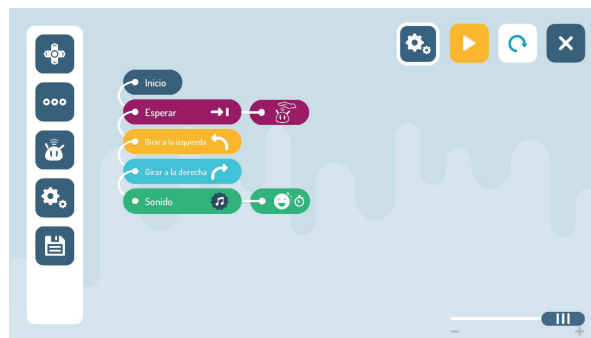 Inicio
Esperar
Girar a la izquierda
Girar a la derecha
Sonido